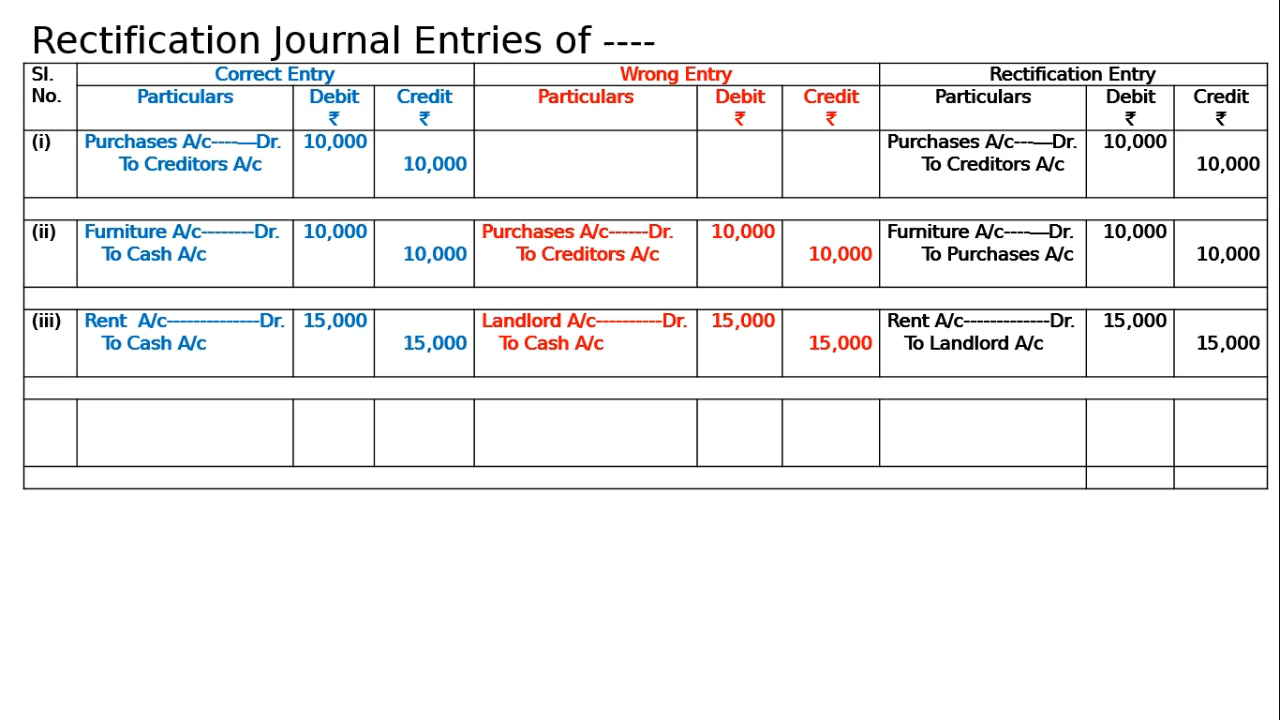 Rectification Journal Entries of ----
Sl. No. Correct Entry Wrong Entry Rectification Entry
Particulars Debit ₹ Credit ₹ Particulars Debit ₹ Credit ₹ Particulars Debit ₹ Credit ₹
(i) Purchases A/c----—Dr. 10,000 Purchases A/c---—Dr. 10,000
To Creditors A/c 10,000 To Creditors A/c 10,000
(ii) Furniture A/c--------Dr. 10,000 Purchases A/c------Dr. 10,000 Furniture A/c----—Dr. 10,000
To Cash A/c 10,000 To Creditors A/c 10,000 To Purchases A/c 10,000
(iii) Rent A/c--------------Dr. 15,000 Landlord A/c----------Dr. 15,000 Rent A/c-------------Dr. 15,000
To Cash A/c 15,000 To Cash A/c 15,000 To Landlord A/c 15,000